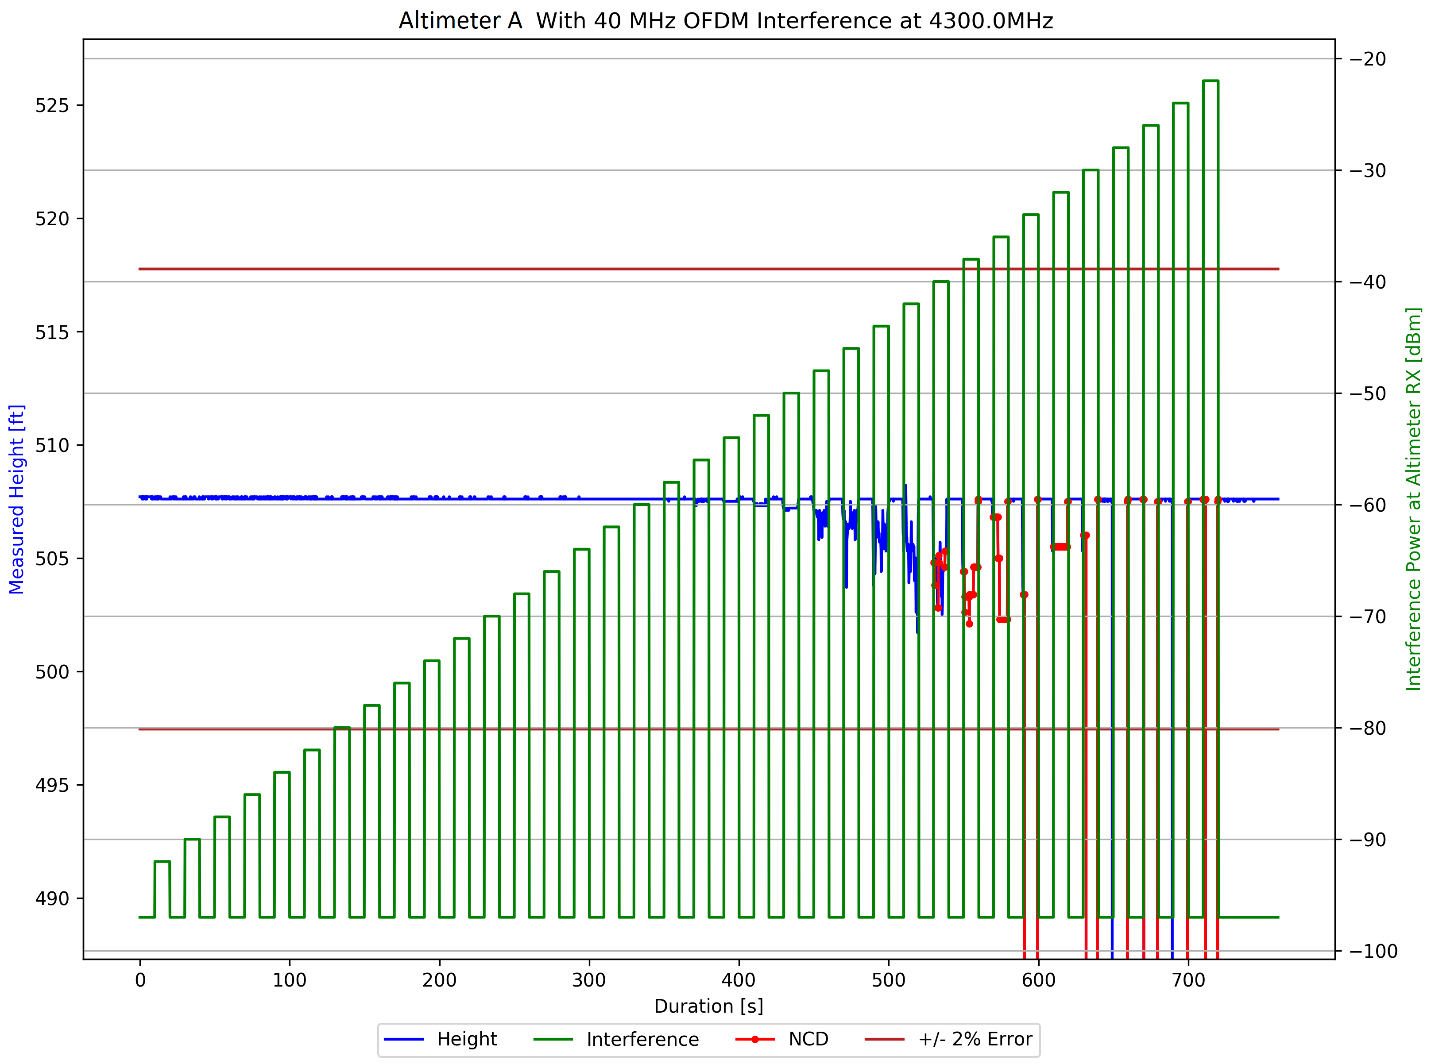 Altimeter A  With 40 MHz OFDM Interference at 4300.0MHz
Measured Height [ft]
525
520
515
510
505
500
495
490
−20
−30
−40
−50
−60
−70
−80
−90
−100
Interference Power at Altimeter RX [dBm]
0 100 200 300 400 500 600 700
Duration [s]
Height Interference NCD +/- 2% Error